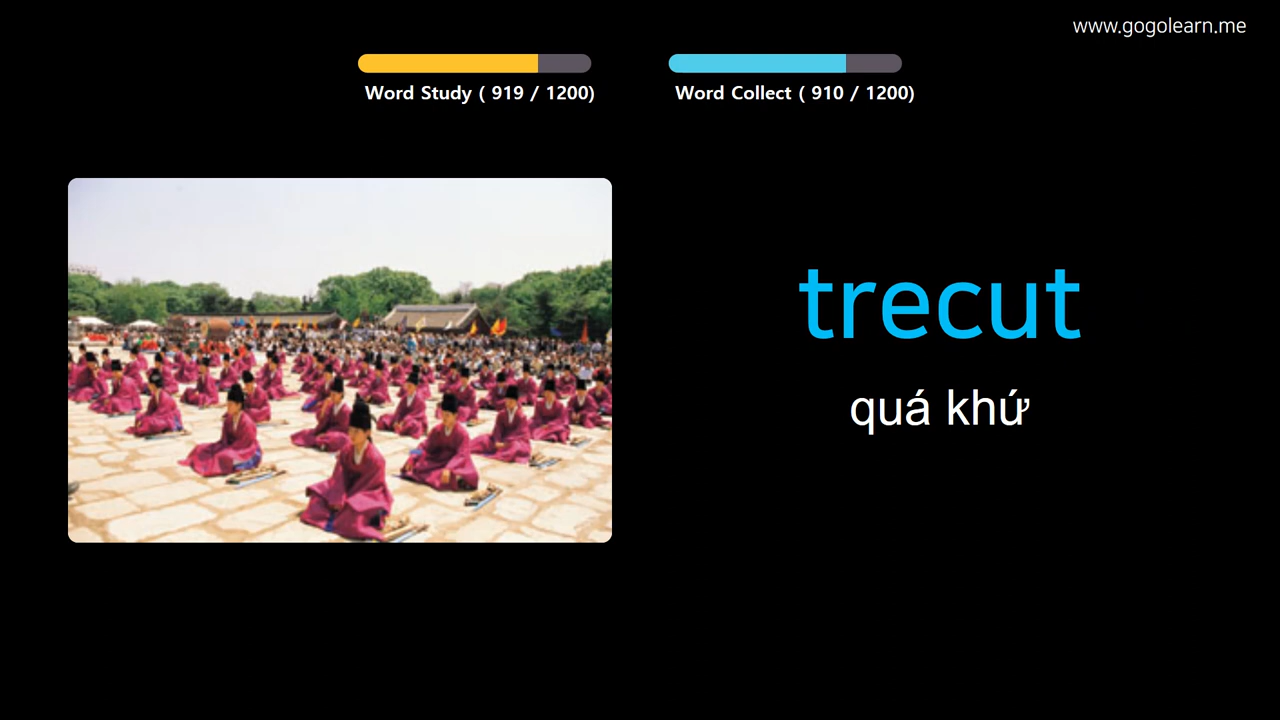 www.gogolearn.me
Word Study ( 919 / 1200)
Word Collect ( 910 / 1200)
trecut
quá khứ